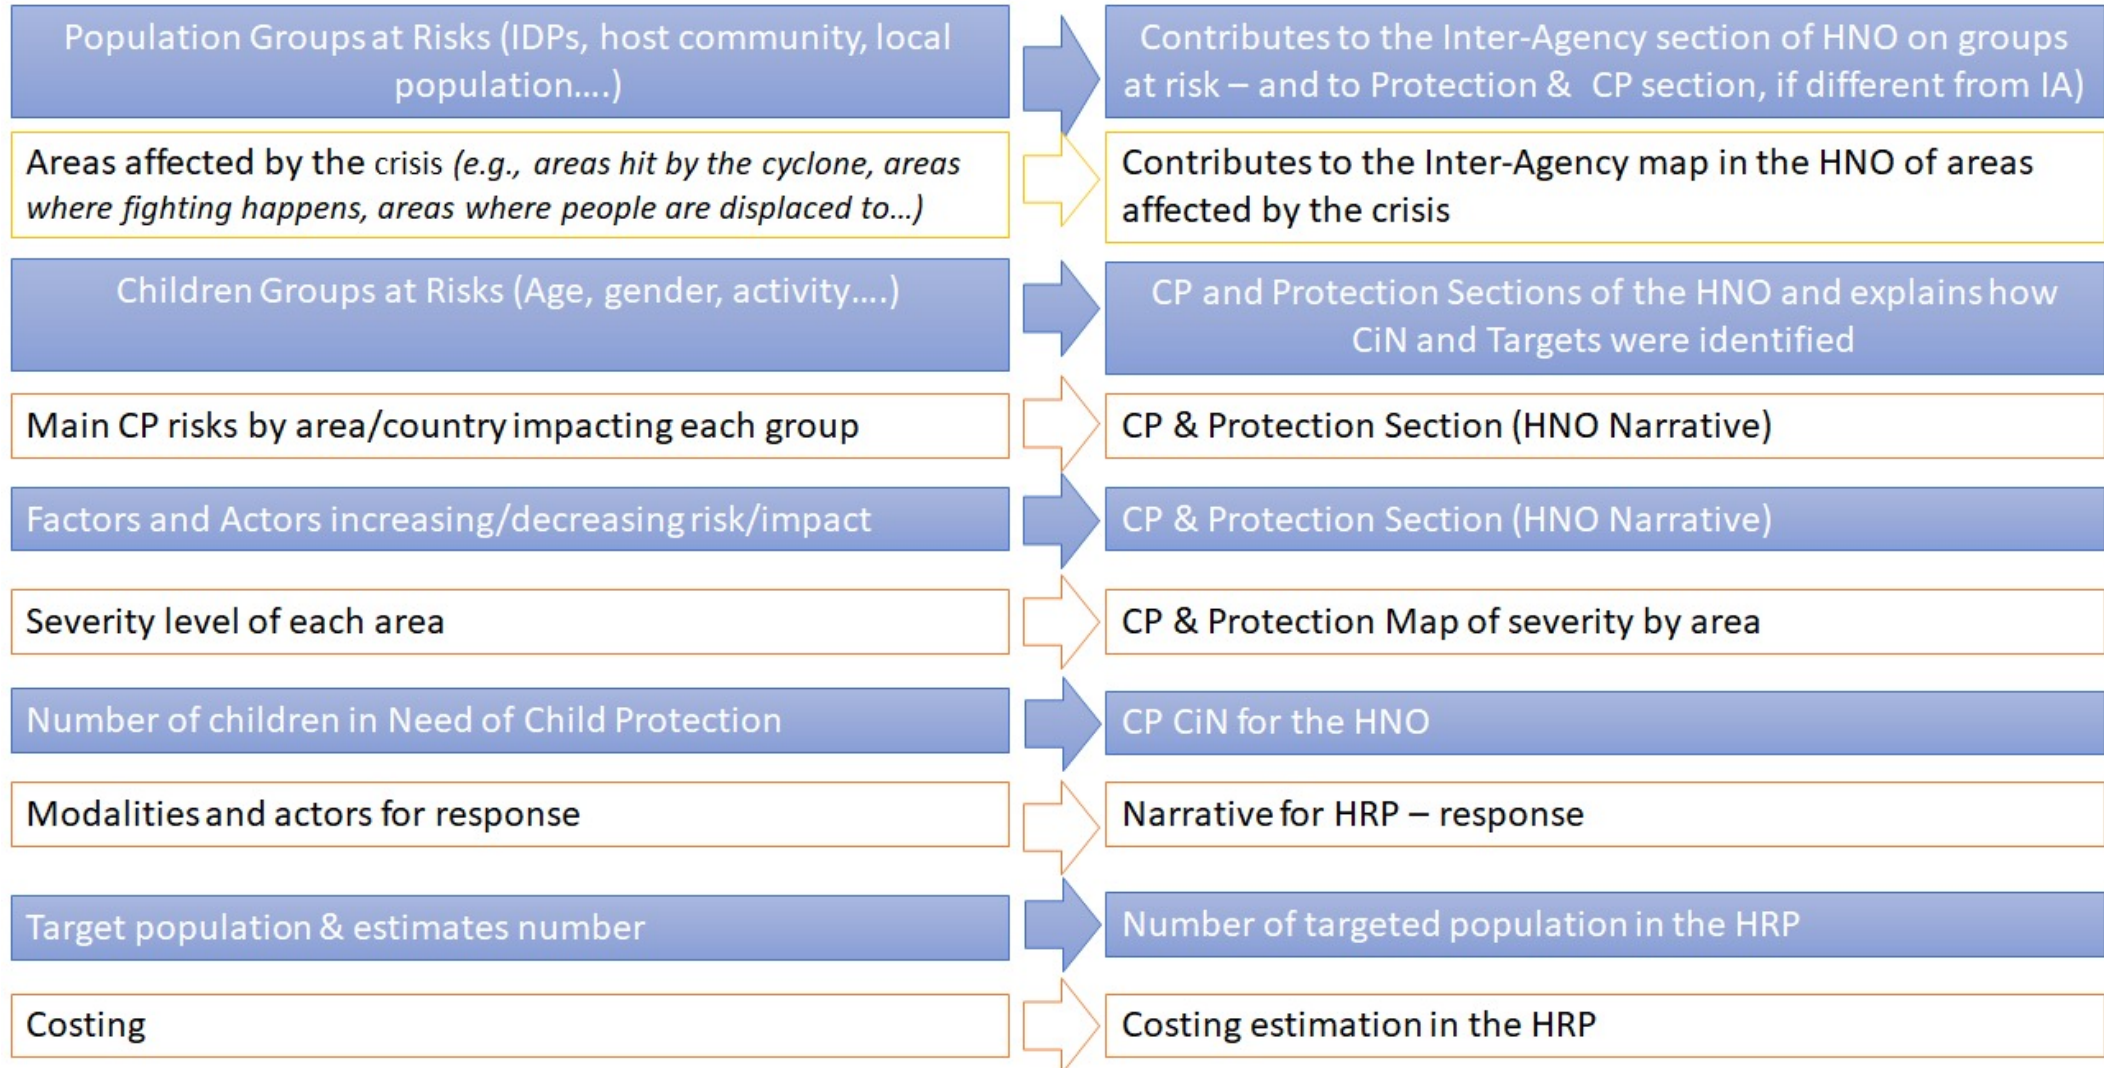 Population Groups at Risks (IDPs, host community, local
population....)
Contributes to the Inter-Agency section of HNO on groups
at risk – and to Protection & CP section, if different from IA)
Areas affected by the crisis (e.g., areas hit by the cyclone, areas
where fighting happens, areas where people are displaced to...)
Contributes to the Inter-Agency map in the HNO of areas
affected by the crisis
Children Groups at Risks (Age, gender, activity....)
CP and Protection Sections of the HNO and explains how
CiN and Targets were identified
Main CP risks by area/country impacting each group
CP & Protection Section (HNO Narrative)
Factors and Actors increasing/decreasing risk/impact
CP & Protection Section (HNO Narrative)
Severity level of each area
CP & Protection Map of severity by area
Number of children in Need of Child Protection
CP CiN for the HNO
Modalities and actors for response
Narrative for HRP – response
Target population & estimates number
Number of targeted population in the HRP
Costing
Costing estimation in the HRP